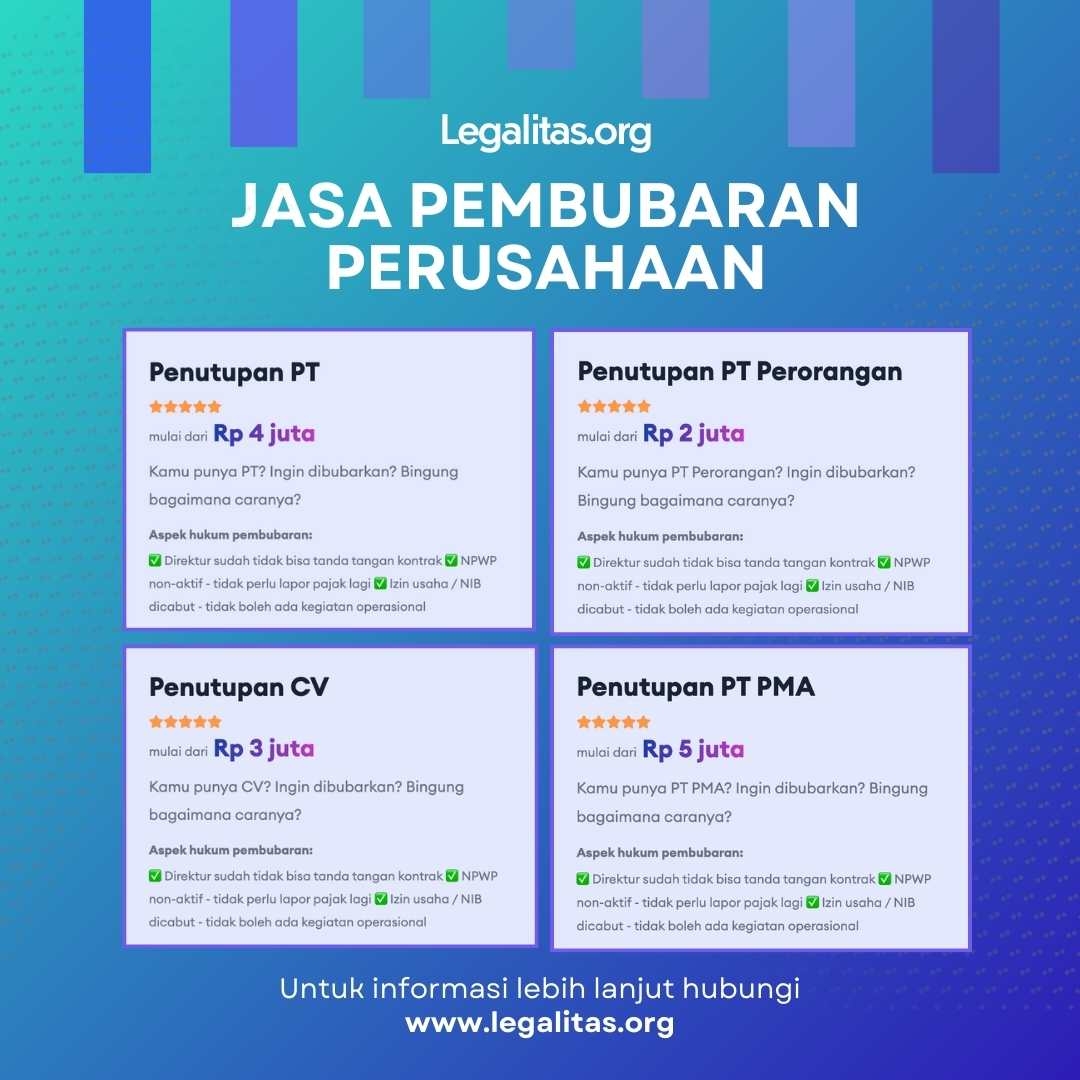 Legalitas.org
JASA PEMBUBARAN
PERUSAHAAN
Penutupan PT
mulai dari Rp 4 juta
Kamu punya PT? Ingin dibubarkan? Bingung
bagaimana caranya?
Aspek hukum pembubaran:
✅ Direktur sudah tidak bisa tanda tangan kontrak ✅ NPWP
non-aktif - tidak perlu lapor pajak lagi ✅ Izin usaha / NIB
dicabut - tidak boleh ada kegiatan operasional
Penutupan PT Perorangan
mulai dari Rp 2 juta
Kamu punya PT Perorangan? Ingin dibubarkan?
Bingung bagaimana caranya?
Aspek hukum pembubaran:
✅ Direktur sudah tidak bisa tanda tangan kontrak ✅ NPWP
non-aktif - tidak perlu lapor pajak lagi ✅ Izin usaha / NIB
dicabut - tidak boleh ada kegiatan operasional
Penutupan CV
mulai dari Rp 3 juta
Kamu punya CV? Ingin dibubarkan? Bingung
bagaimana caranya?
Aspek hukum pembubaran:
✅ Direktur sudah tidak bisa tanda tangan kontrak ✅ NPWP
non-aktif - tidak perlu lapor pajak lagi ✅ Izin usaha / NIB
dicabut - tidak boleh ada kegiatan operasional
Penutupan PT PMA
mulai dari Rp 5 juta
Kamu punya PT PMA? Ingin dibubarkan? Bingung
bagaimana caranya?
Aspek hukum pembubaran:
✅ Direktur sudah tidak bisa tanda tangan kontrak ✅ NPWP
non-aktif - tidak perlu lapor pajak lagi ✅ Izin usaha / NIB
dicabut - tidak boleh ada kegiatan operasional
Untuk informasi lebih lanjut hubungi
www.legalitas.org